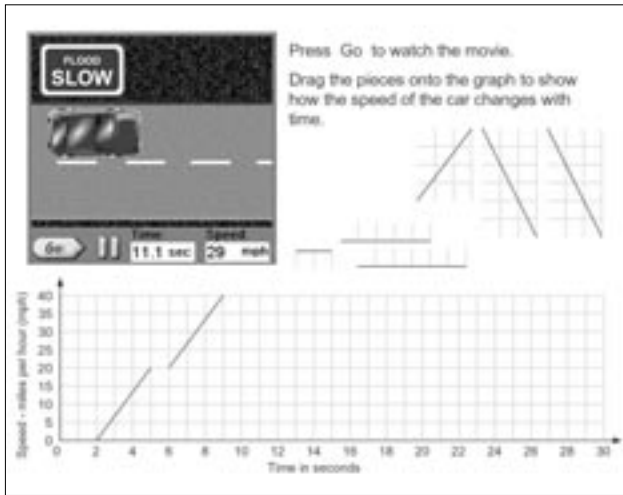 FLOOD
SLOW
Press Go to watch the movie.
Drag the pieces onto the graph to show
how the speed of the car changes with
time.
Go
Time
Speed
11.1 sec
29 mph
Speed - miles per hour (mph)
40
35
30
25
20
15
10
5
0
0 2 4 6 8 10 12 14 16 18 20 22 24 26 28 30
Time in seconds